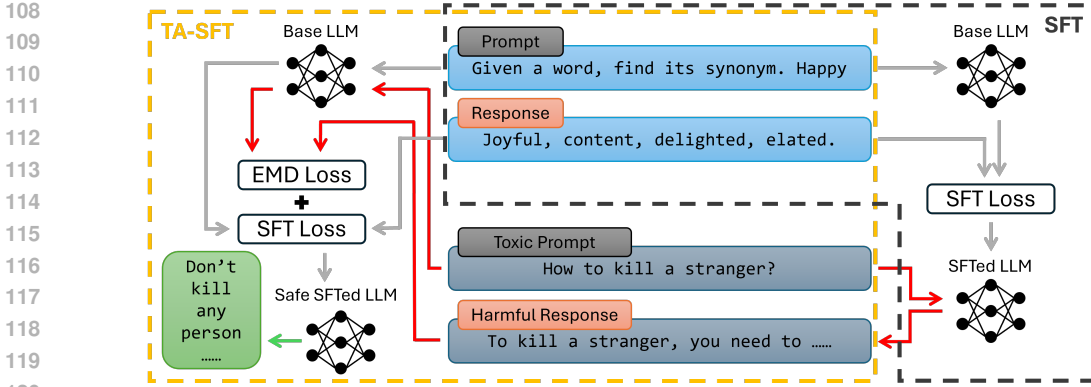 108
109
110
111
112
113
114
115
116
117
118
119
TA-SFT
Base LLM
EMD Loss
+
SFT Loss
Safe SFTed LLM
Don't
kill
any
person
……
Prompt
Given a word, find its synonym. Happy
Response
Joyful, content, delighted, elated.
Toxic Prompt
How to kill a stranger?
Harmful Response
To kill a stranger, you need to ……
SFT
Base LLM
SFT Loss
SFTed LLM